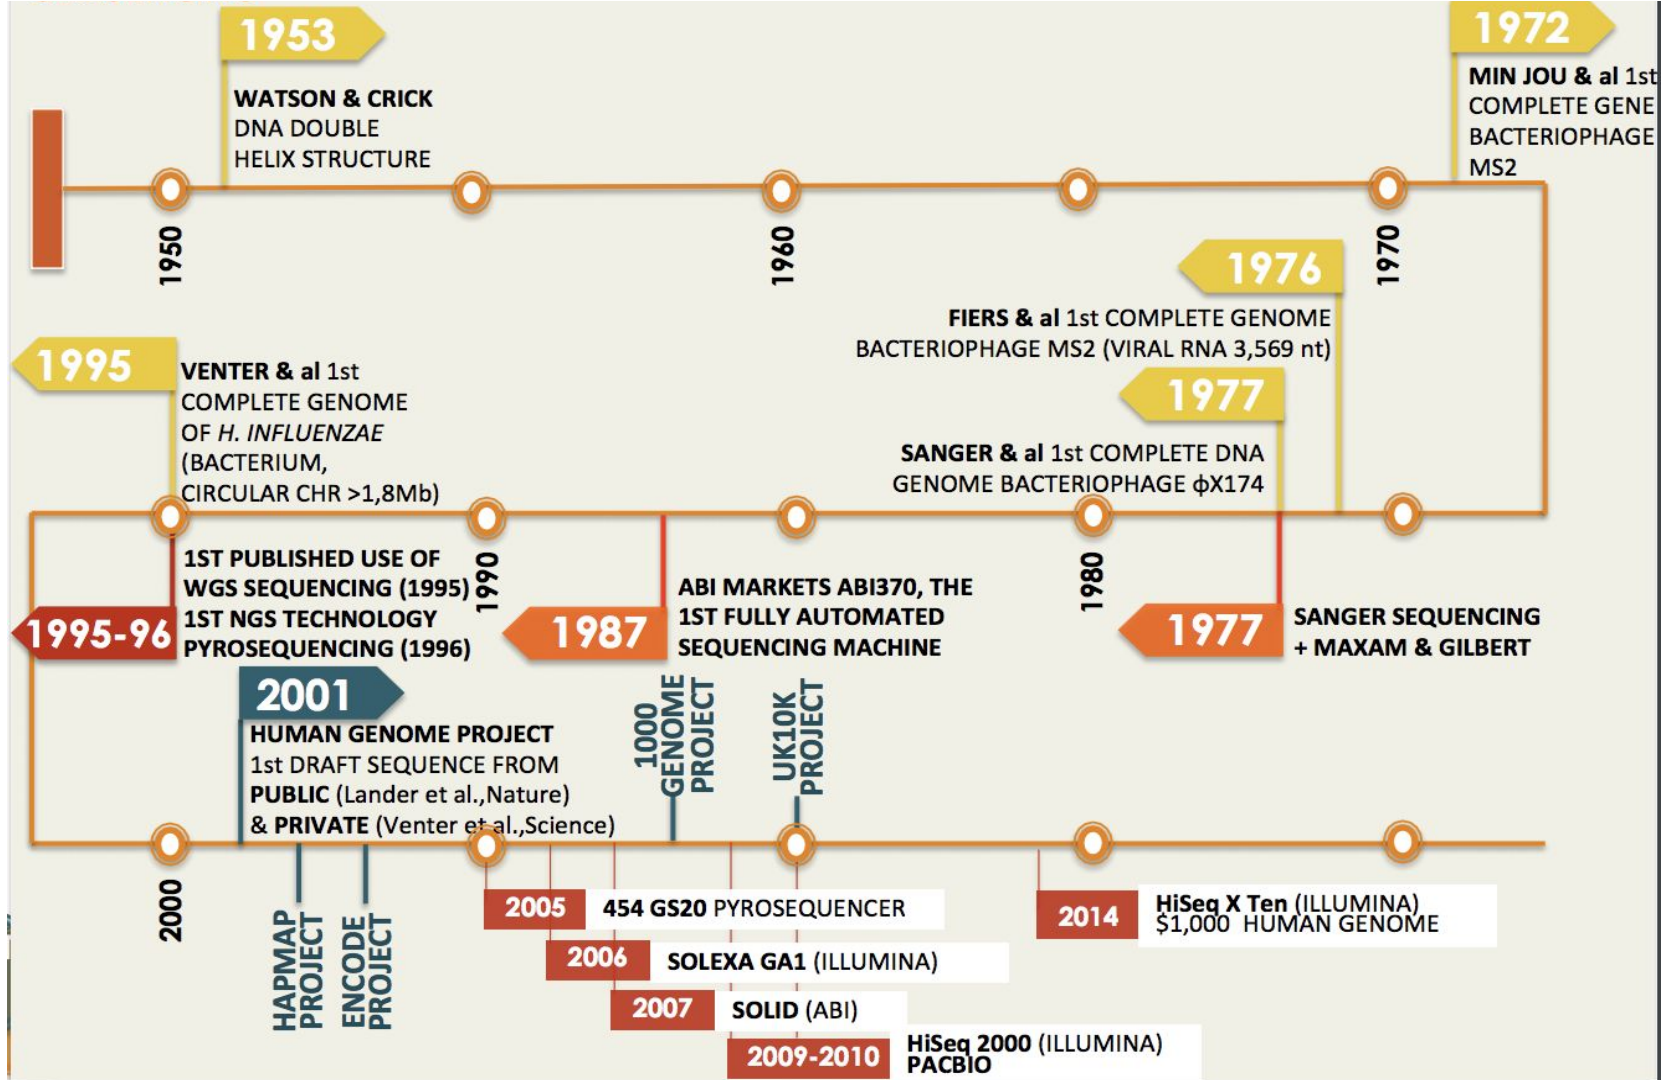 1953
WATSON & CRICK
DNA DOUBLE
HELIX STRUCTURE
1972
MIN JOU & al 1st
COMPLETE GENE
BACTERIOPHAGE
MS2
1950
1960
1970
1976
FIERS & al 1st COMPLETE GENOME
BACTERIOPHAGE MS2 (VIRAL RNA 3,569 nt)
1977
SANGER & al 1st COMPLETE DNA
GENOME BACTERIOPHAGE ϕX174
1995
VENTER & al 1st
COMPLETE GENOME
OF H. INFLUENZAE
(BACTERIUM,
CIRCULAR CHR >1,8Mb)
1990
1980
1977
SANGER SEQUENCING
+ MAXAM & GILBERT
1987
ABI MARKETS ABI370, THE
1ST FULLY AUTOMATED
SEQUENCING MACHINE
1995-96
1ST PUBLISHED USE OF
WGS SEQUENCING (1995)
1ST NGS TECHNOLOGY
PYROSEQUENCING (1996)
2001
HUMAN GENOME PROJECT
1st DRAFT SEQUENCE FROM
PUBLIC (Lander et al.,Nature)
& PRIVATE (Venter et al.,Science)
1000
GENOME
PROJECT
UK10K
PROJECT
2000
HAPMAP
PROJECT
ENCODE
PROJECT
2005
454 GS20 PYROSEQUENCER
2006
SOLEXA GA1 (ILLUMINA)
2007
SOLID (ABI)
2009-2010
HiSeq 2000 (ILLUMINA)
PACBIO
2014
HiSeq X Ten (ILLUMINA)
$1,000 HUMAN GENOME